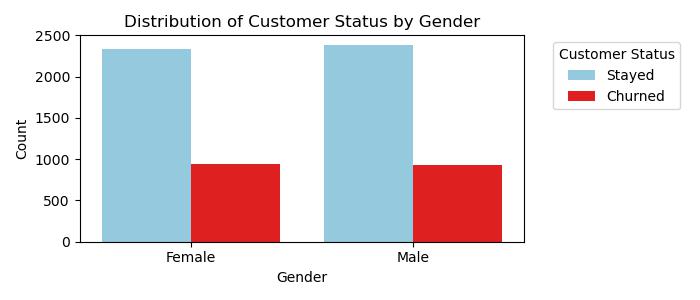 Distribution of Customer Status by Gender
2500
2000
1500
1000
500
0
Count
Female
Male
Gender
Customer Status
Stayed
Churned